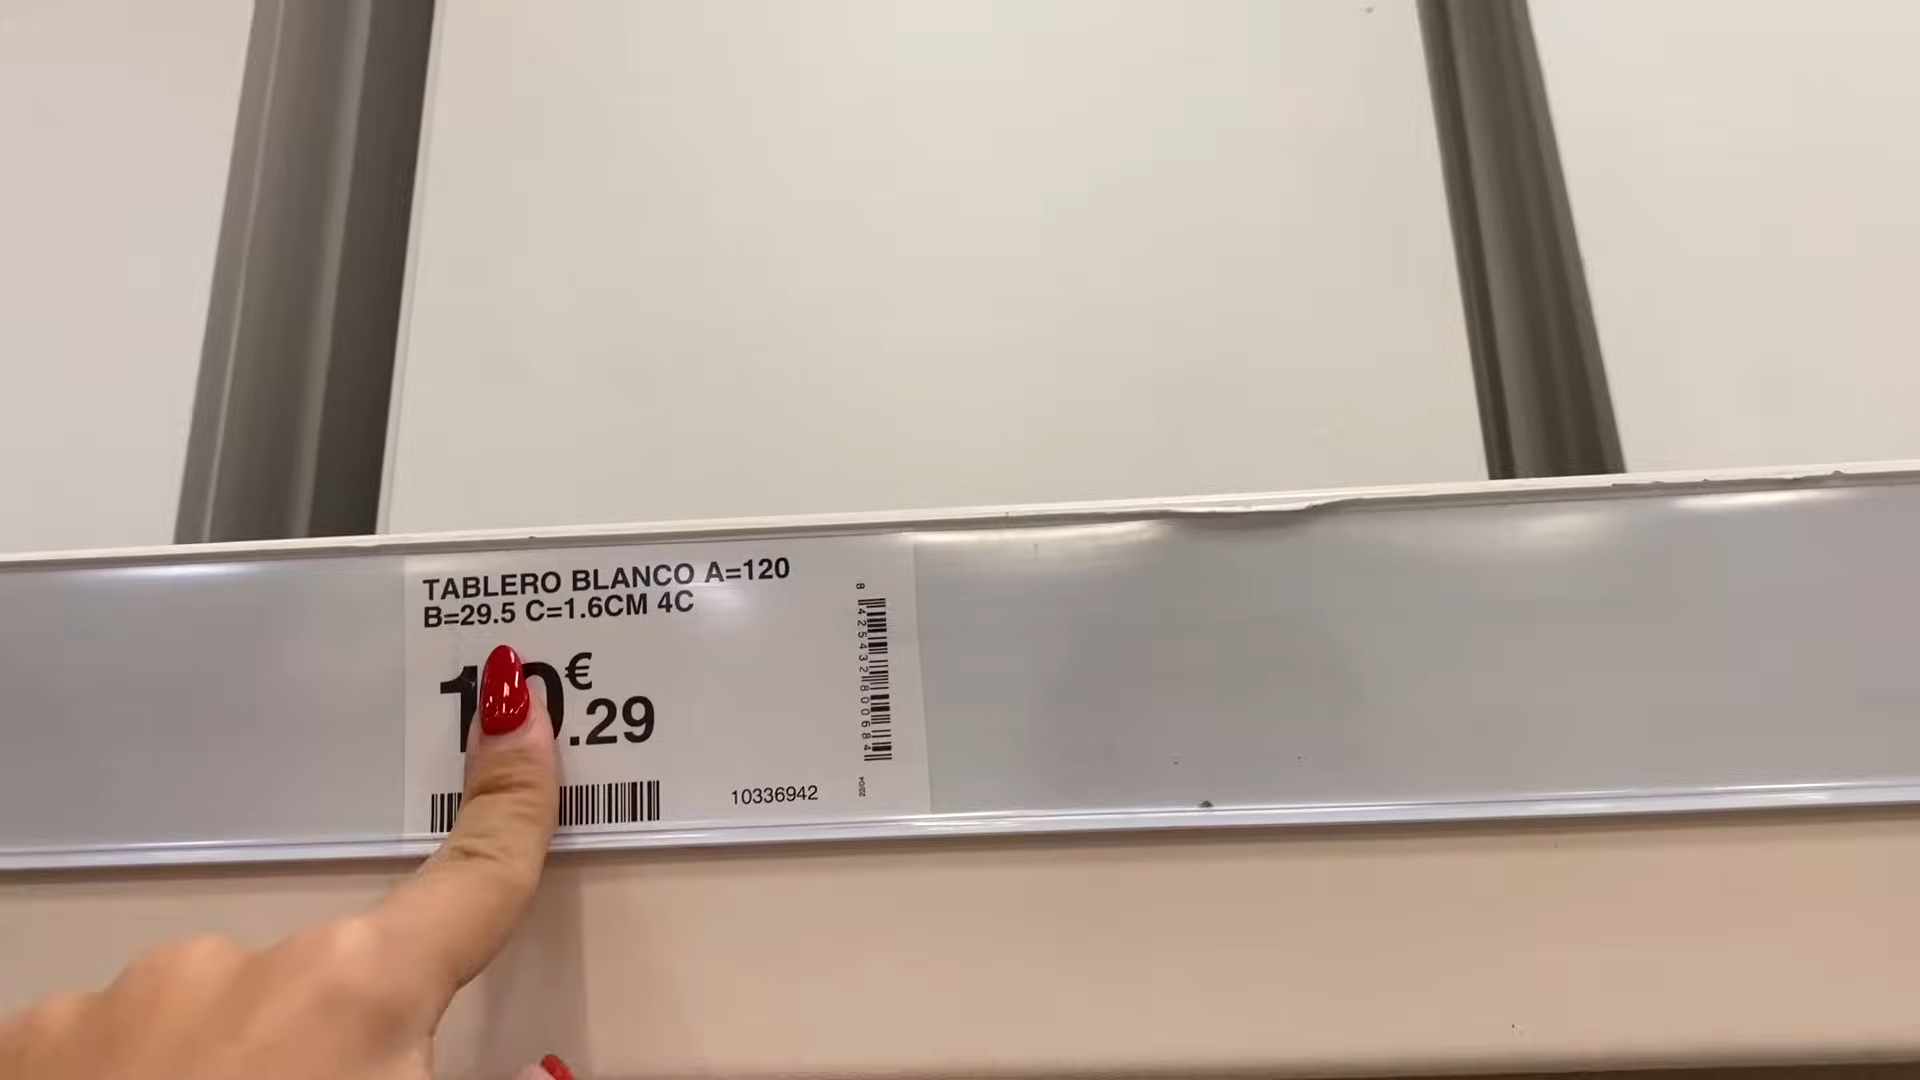 TABLERO BLANCO A=120
B=29.5 C=1.6CM 4C
€
.29
10336942
8425432800684